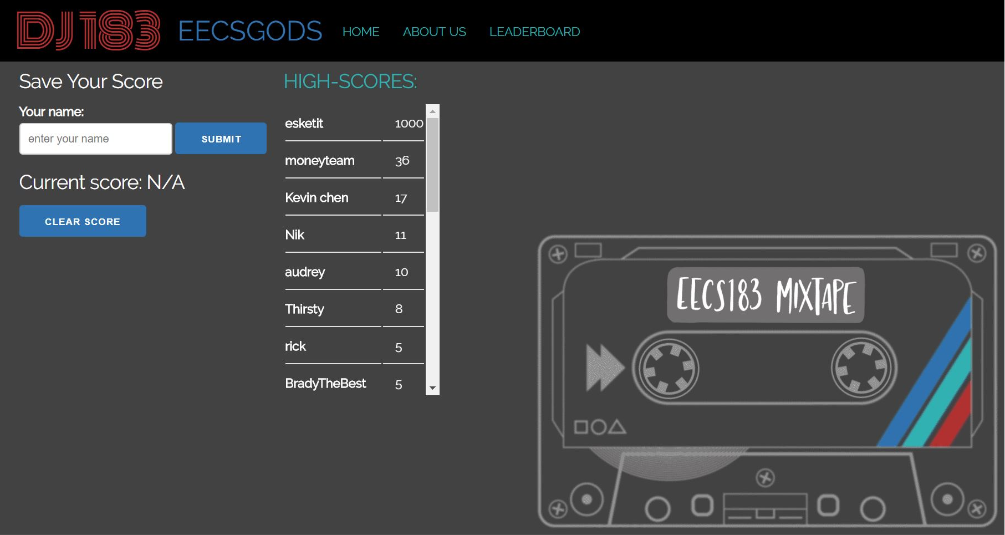 DJ183 EECSGODS HOME ABOUT US LEADERBOARD
Save Your Score
Your name:
enter your name SUBMIT
Current score: N/A
CLEAR SCORE
HIGH-SCORES:
esketit 1000
moneyteam 36
Kevin chen 17
Nik 11
audrey 10
Thirsty 8
rick 5
BradyTheBest 5
EECS183 MIXTAPE